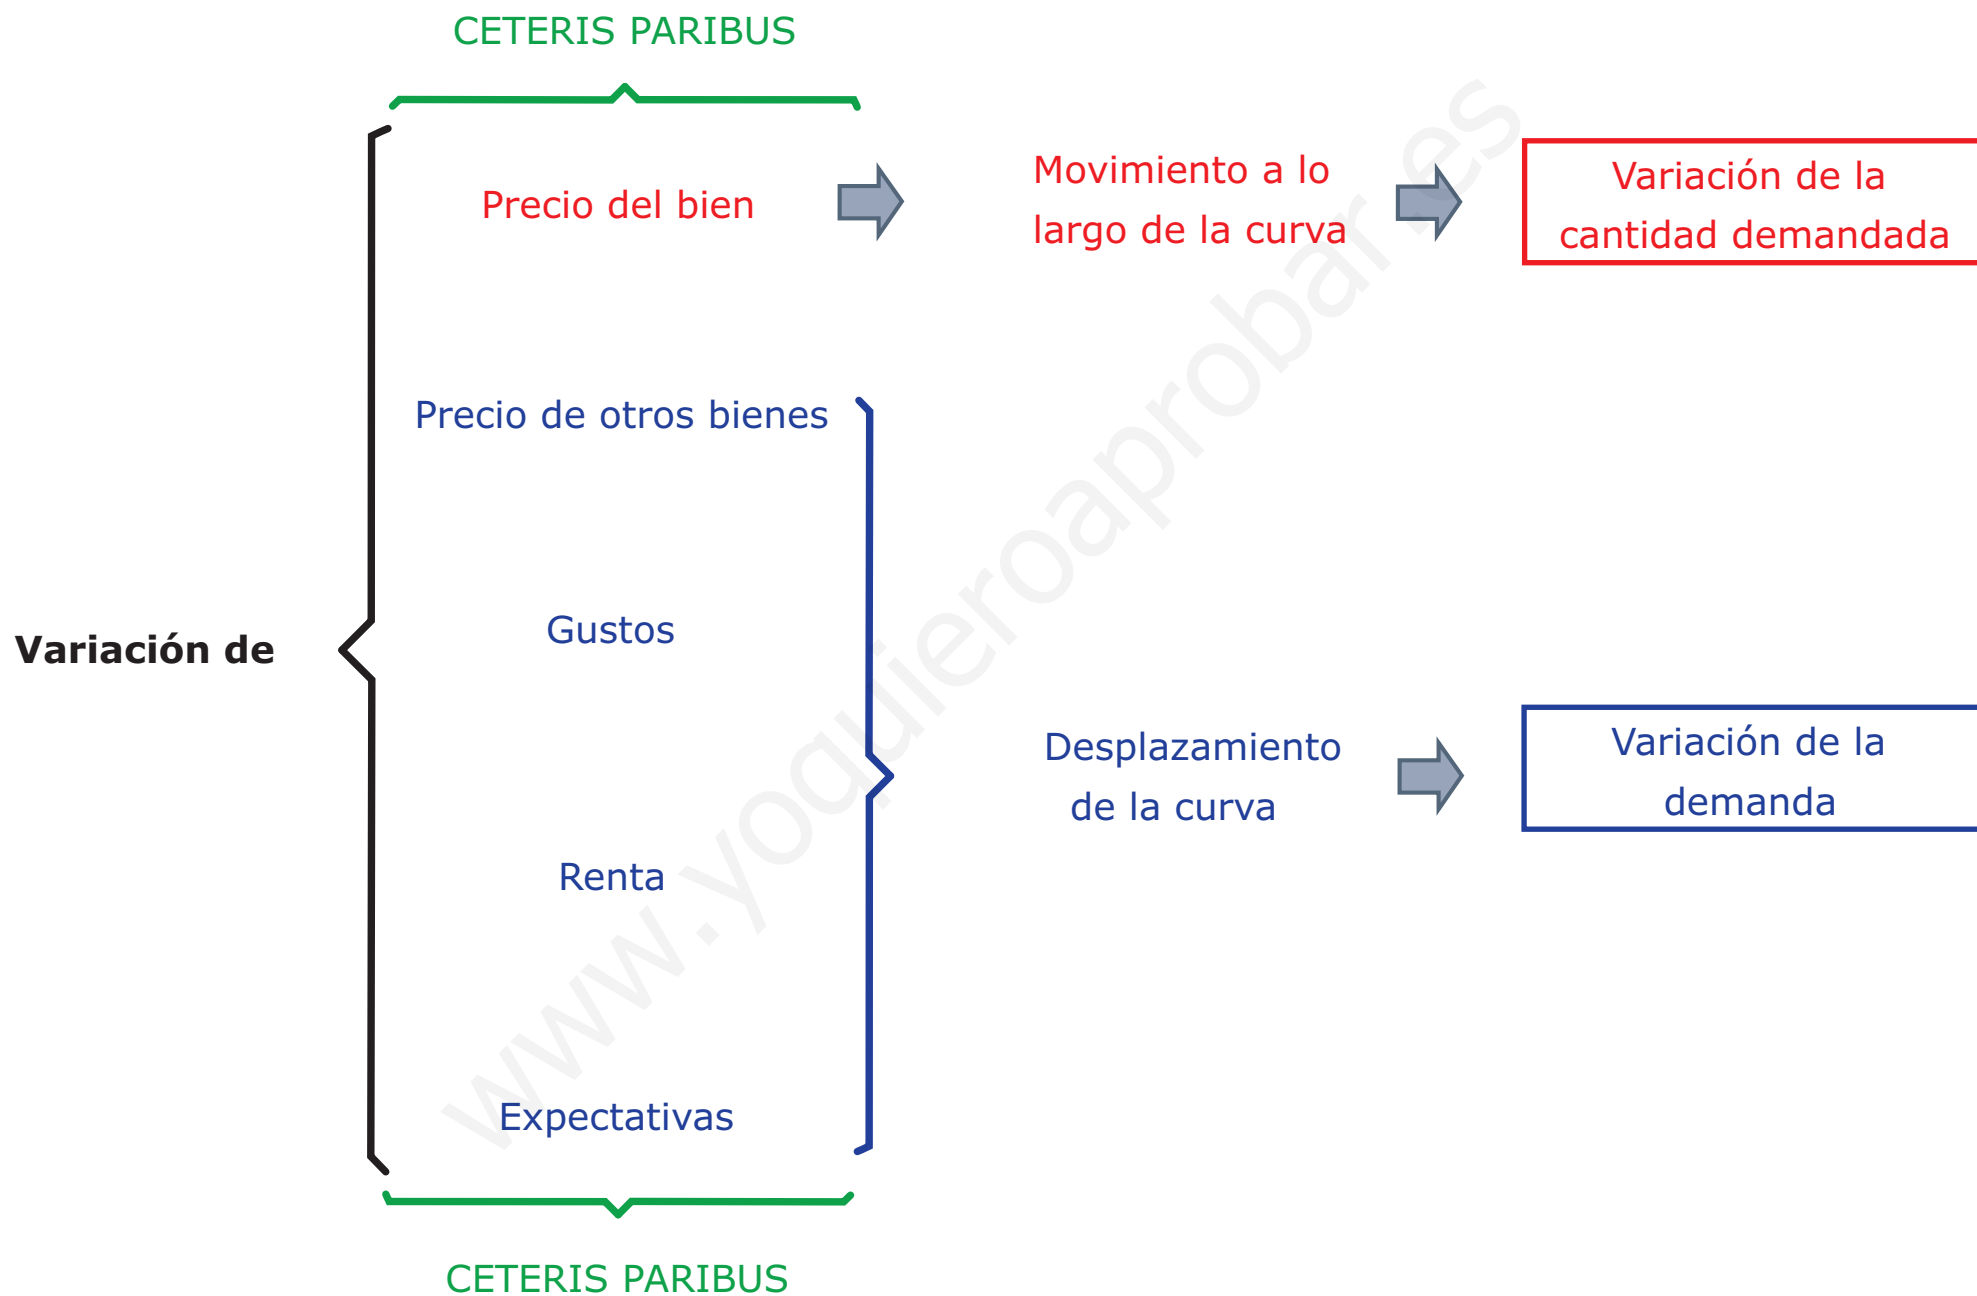 CETERIS PARIBUS
Precio del bien
Movimiento a lo
largo de la curva
Variación de la
cantidad demandada
Precio de otros bienes
Gustos
Variación de
Desplazamiento
de la curva
Variación de la
demanda
Renta
Expectativas
CETERIS PARIBUS
www.yoquieroaprobar.es